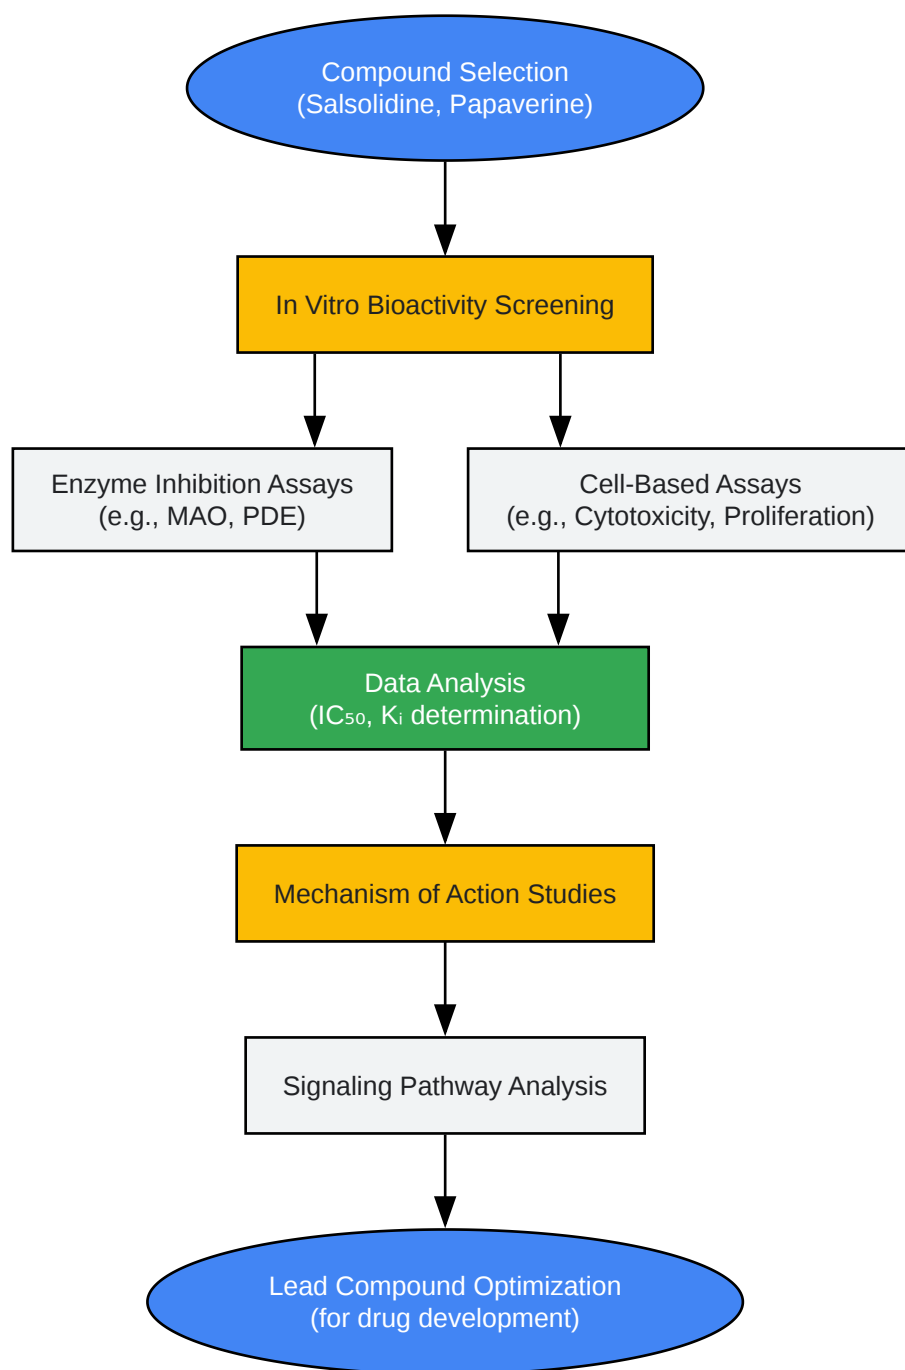 Compound Selection
(Salsolidine, Papaverine)
In Vitro Bioactivity Screening
Enzyme Inhibition Assays
(e.g., MAO, PDE)
Cell-Based Assays
(e.g., Cytotoxicity, Proliferation)
Data Analysis
(IC₅₀, Kᵢ determination)
Mechanism of Action Studies
Signaling Pathway Analysis
Lead Compound Optimization
(for drug development)